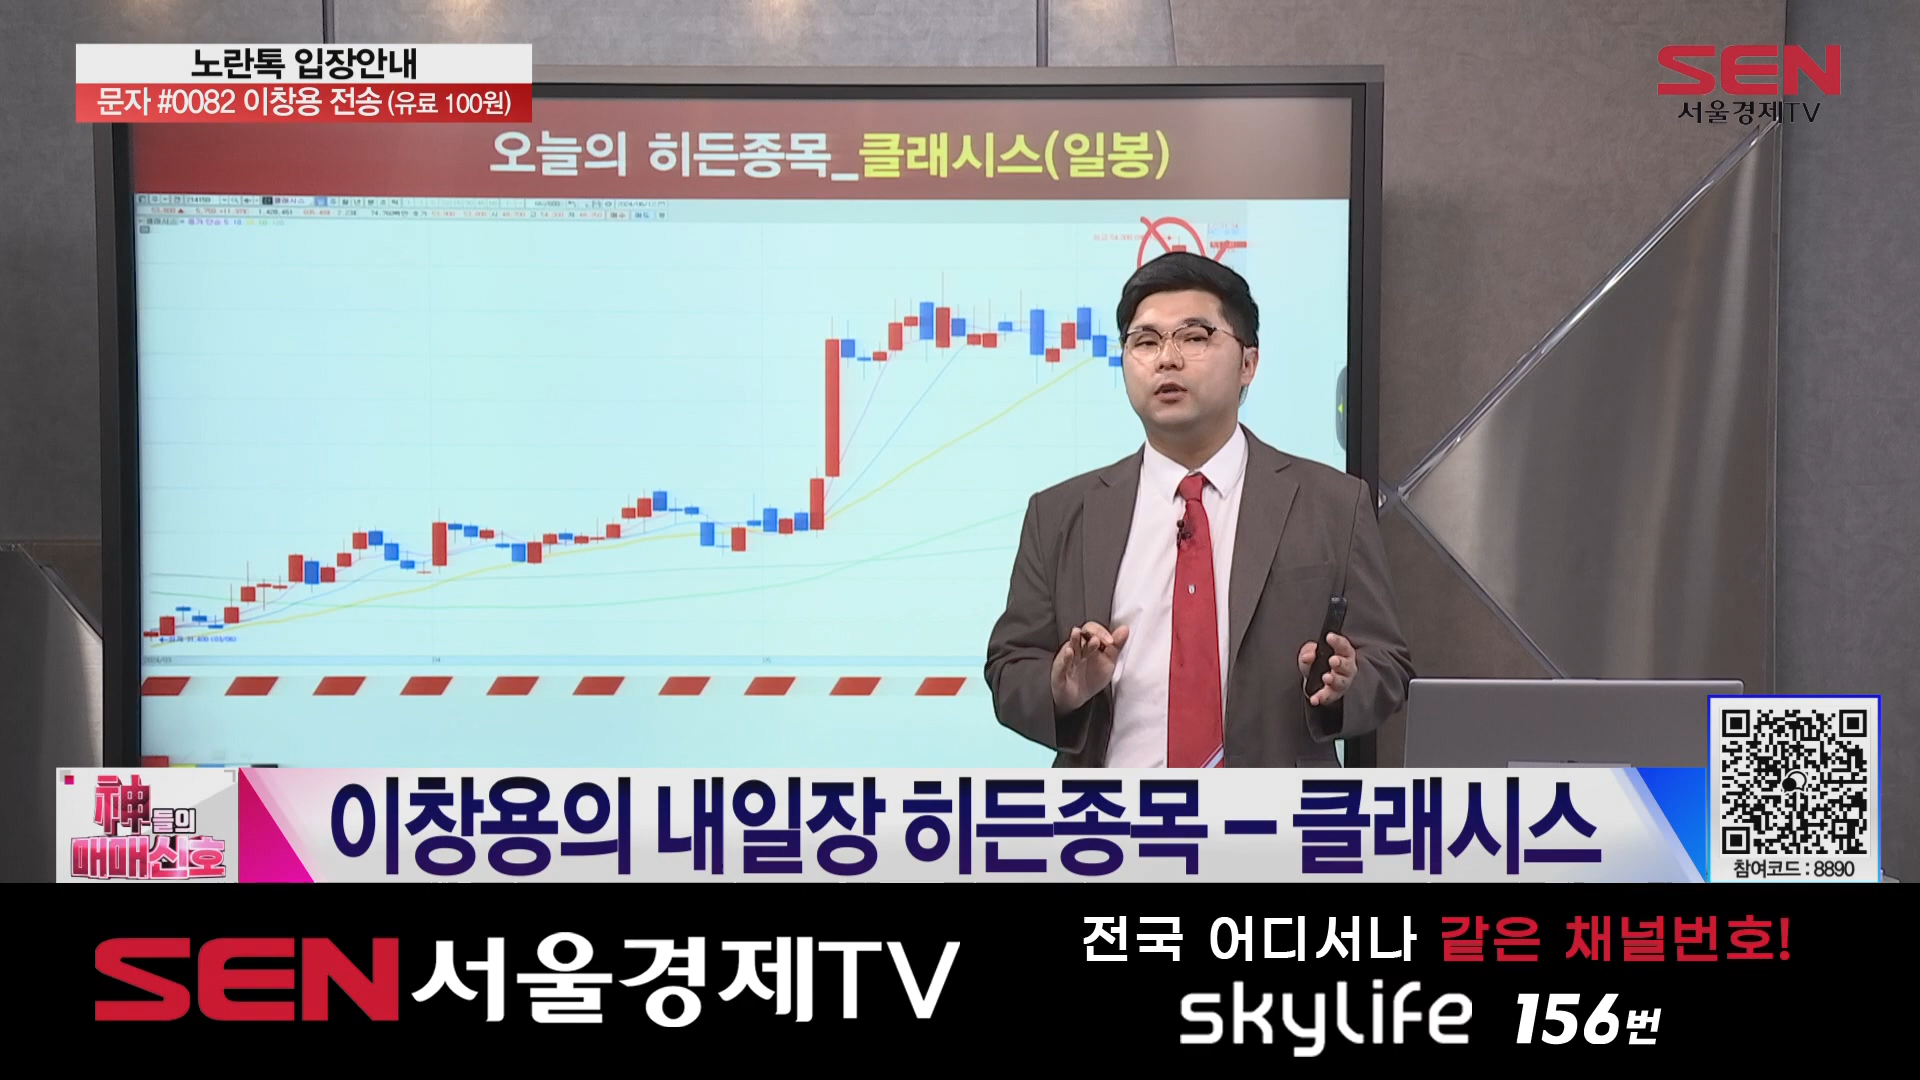 노란톡 입장안내
문자 #0082 이창용 전송 (유료 100원)
SEN
서울경제TV
오늘의 히든종목_클래시스(일봉)
神들의
매매신호
이창용의 내일장 히든종목 - 클래시스
참여코드 : 8890
SEN 서울경제TV
전국 어디서나 같은 채널번호!
skylife 156번